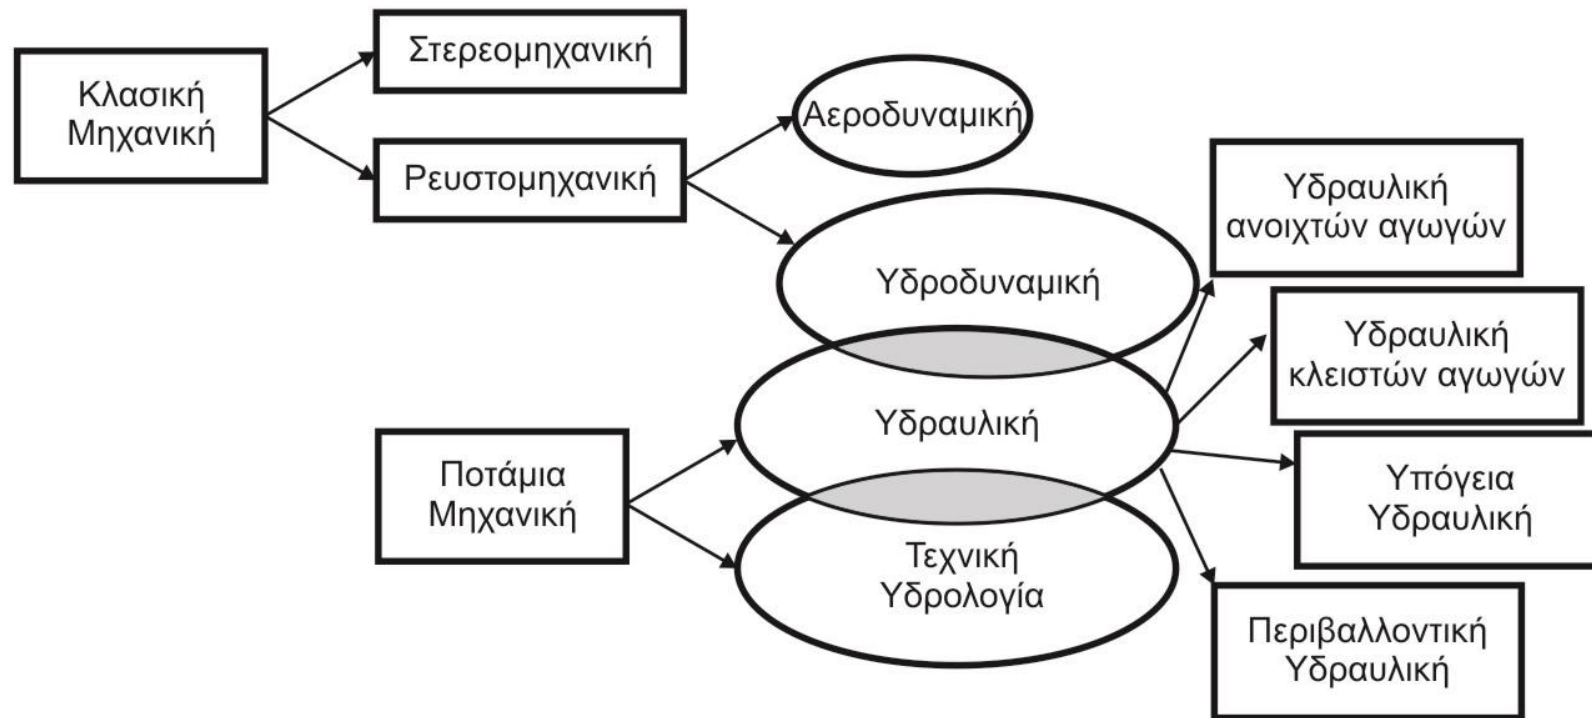 Κλασική
Μηχανική
Στερεομηχανική
Ρευστομηχανική
Αεροδυναμική
Υδροδυναμική
Υδραυλική
ανοιχτών αγωγών
Υδραυλική
κλειστών αγωγών
Υδραυλική
Ποτάμια
Μηχανική
Υπόγεια
Υδραυλική
Τεχνική
Υδρολογία
Περιβαλλοντική
Υδραυλική